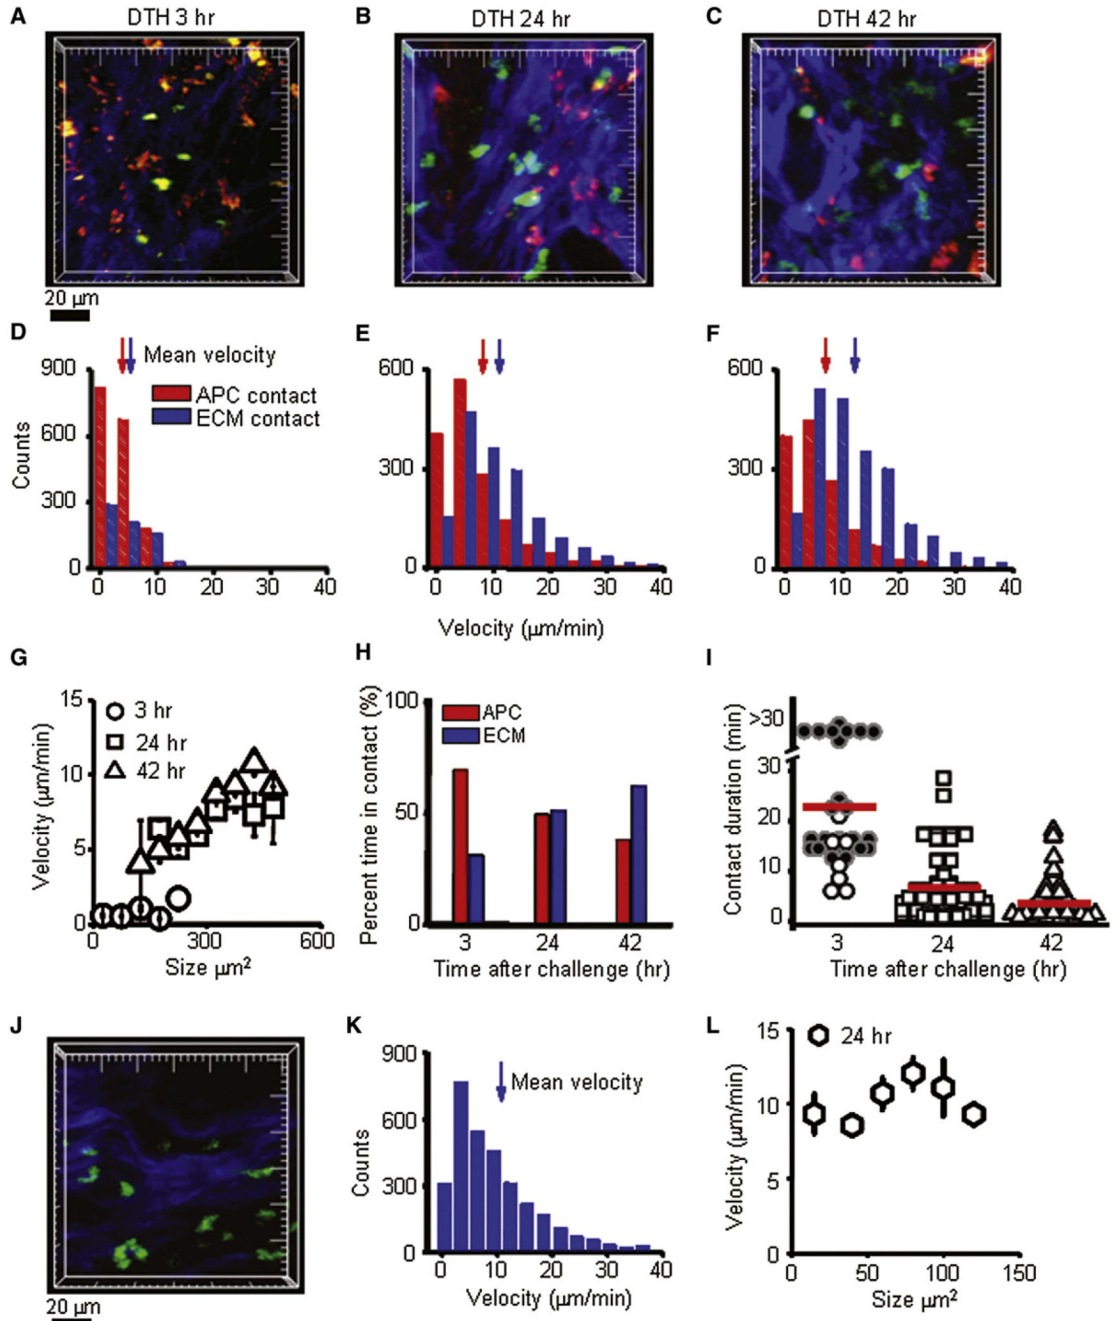 A DTH 3 hr B DTH 24 hr C DTH 42 hr
20 µm
D E F
Mean velocity
APC contact
ECM contact
Counts
900
600
300
0
0 10 20 30 40
600
300
0
0 10 20 30 40
600
300
0
0 10 20 30 40
Velocity (µm/min)
G
15
10
5
0
Velocity (µm/min)
3 hr
24 hr
42 hr
0 300 600
Size µm²
H
100
50
0
Percent time in contact (%)
APC
ECM
3 24 42
Time after challenge (hr)
I
>30
30
20
10
0
Contact duration (min)
3 24 42
Time after challenge (hr)
J
20 µm
K
900
600
300
0
Counts
Mean velocity
0 10 20 30 40
Velocity (µm/min)
L
15
10
5
0
Velocity (µm/min)
24 hr
0 50 100 150
Size µm²